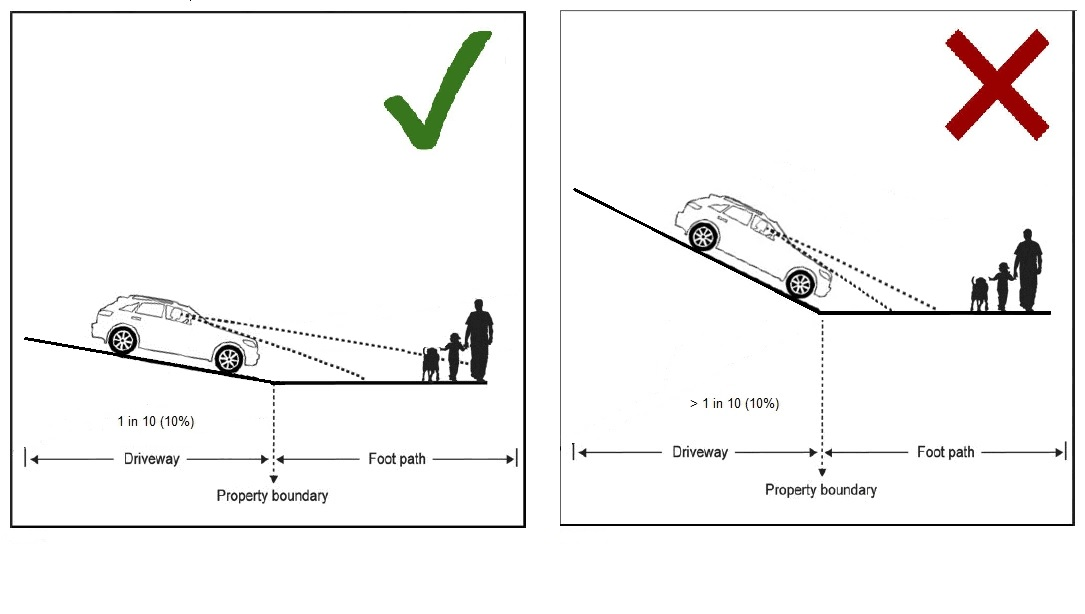 1 in 10 (10%)
Driveway
Foot path
Property boundary
> 1 in 10 (10%)
Driveway
Foot path
Property boundary